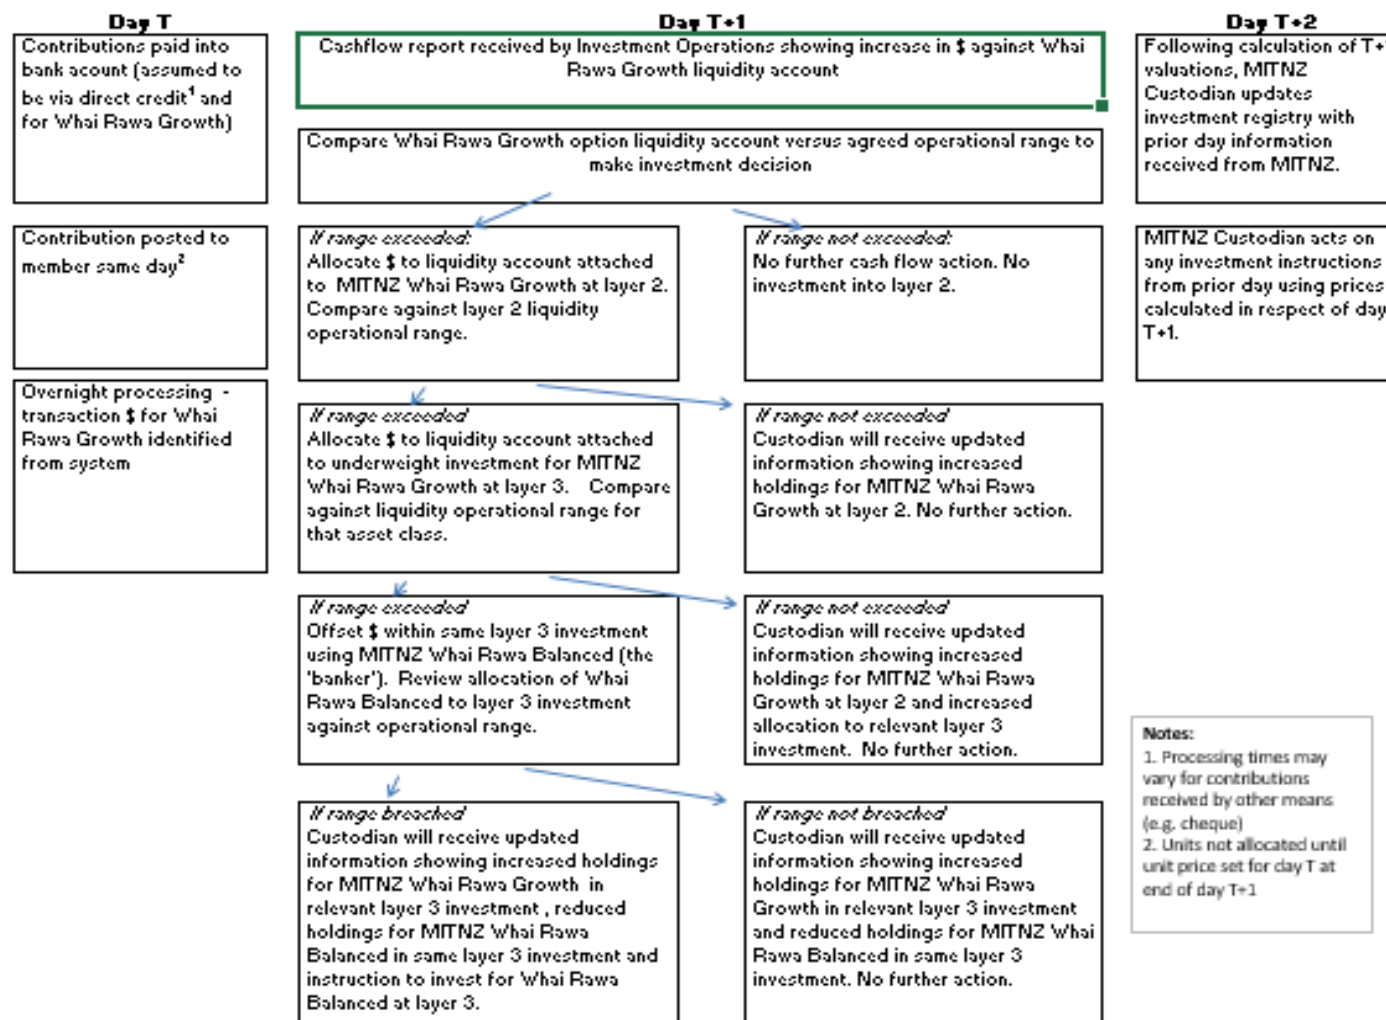 Day T
Contributions paid into
bank acount (assumed to
be via direct credit¹ and
for Whai Rawa Growth)
Contribution posted to
member same day²
Overnight processing -
transaction $ for Whai
Rawa Growth identified
from system
Day T+1
Cashflow report received by Investment Operations showing increase in $ against Whai
Rawa Growth liquidity account
Compare Whai Rawa Growth option liquidity account versus agreed operational range to
make investment decision
If range exceeded:
Allocate $ to liquidity account attached
to MITNZ Whai Rawa Growth at layer 2.
Compare against layer 2 liquidity
operational range.
If range not exceeded:
No further cash flow action. No
investment into layer 2.
If range exceeded
Allocate $ to liquidity account attached
to underweight investment for MITNZ
Whai Rawa Growth at layer 3. Compare
against liquidity operational range for
that asset class.
If range not exceeded
Custodian will receive updated
information showing increased
holdings for MITNZ Whai Rawa
Growth at layer 2. No further action.
If range exceeded
Offset $ within same layer 3 investment
using MITNZ Whai Rawa Balanced (the
'banker'). Review allocation of Whai
Rawa Balanced to layer 3 investment
against operational range.
If range not exceeded
Custodian will receive updated
information showing increased
holdings for MITNZ Whai Rawa
Growth at layer 2 and increased
allocation to relevant layer 3
investment. No further action.
If range breached
Custodian will receive updated
information showing increased holdings
for MITNZ Whai Rawa Growth in
relevant layer 3 investment , reduced
holdings for MITNZ Whai Rawa
Balanced in same layer 3 investment and
instruction to invest for Whai Rawa
Balanced at layer 3.
If range not breached
Custodian will receive updated
information showing increased
holdings for MITNZ Whai Rawa
Growth in relevant layer 3 investment
and reduced holdings for MITNZ Whai
Rawa Balanced in same layer 3
investment. No further action.
Day T+2
Following calculation of
valuations, MITNZ
Custodian updates
investment registry with
prior day information
received from MITNZ.
MITNZ Custodian acts on
any investment instructions
from prior day using prices
calculated in respect of day
T+1.
Notes:
1. Processing times may
vary for contributions
received by other means
(e.g. cheque)
2. Units not allocated until
unit price set for day T at
end of day T+1